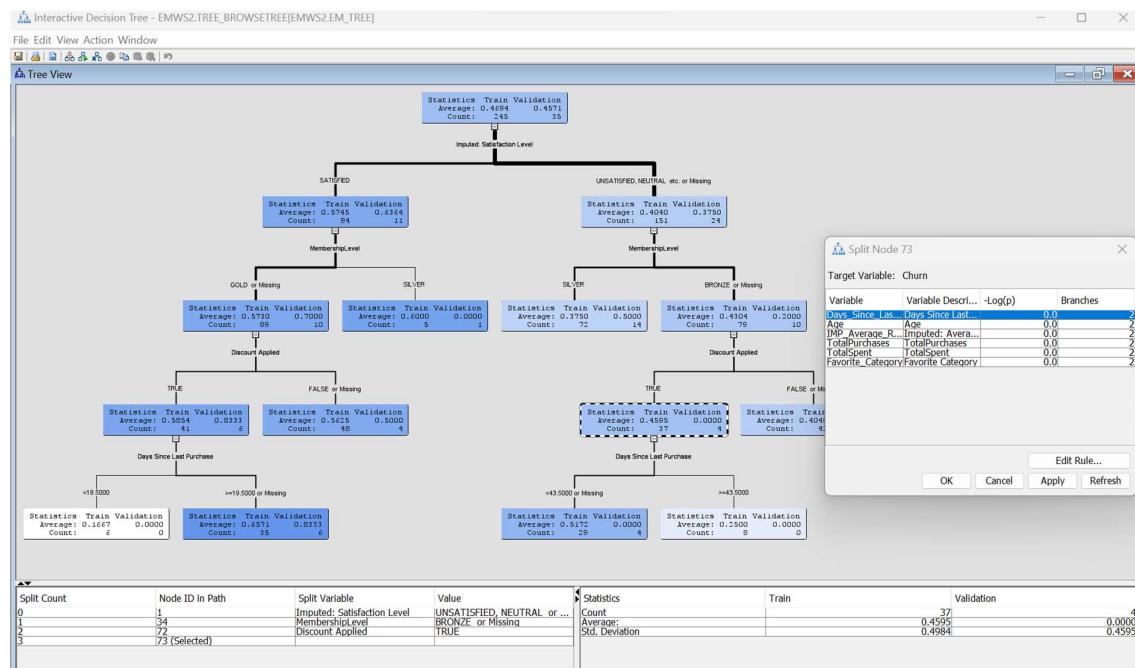 Interactive Decision Tree - EMWS2.TREE_BROWSETREE[EMWS2.EM_TREE]
File Edit View Action Window
Tree View
Statistics Train Validation
Average: 0.4694 0.4571
Count: 245 35
Imputed: Satisfaction Level
SATISFIED
UNSATISFIED, NEUTRAL etc. or Missing
Statistics Train Validation
Average: 0.5745 0.6364
Count: 94 11
Statistics Train Validation
Average: 0.4040 0.3750
Count: 151 24
MembershipLevel
MembershipLevel
GOLD or Missing
SILVER
SILVER
BRONZE or Missing
Statistics Train Validation
Average: 0.5730 0.7000
Count: 89 10
Statistics Train Validation
Average: 0.6000 0.0000
Count: 5 1
Statistics Train Validation
Average: 0.3750 0.5000
Count: 72 14
Statistics Train Validation
Average: 0.4304 0.2000
Count: 79 10
Discount Applied
Discount Applied
TRUE
FALSE or Missing
TRUE
FALSE or Mi
Statistics Train Validation
Average: 0.5854 0.8333
Count: 41 6
Statistics Train Validation
Average: 0.5625 0.5000
Count: 48 4
Statistics Train Validation
Average: 0.4595 0.0000
Count: 37 4
Statistics Train
Average: 0.404
Count: 4
Days Since Last Purchase
Days Since Last Purchase
<19.5000
>=19.5000 or Missing
<43.5000 or Missing
>=43.5000
Statistics Train Validation
Average: 0.1667 0.0000
Count: 6 0
Statistics Train Validation
Average: 0.6571 0.8333
Count: 35 6
Statistics Train Validation
Average: 0.5172 0.0000
Count: 29 4
Statistics Train Validation
Average: 0.2500 0.0000
Count: 8 0
Split Node 73
Target Variable: Churn
Variable Variable Descri... -Log(p) Branches
Days_Since_Las... Days Since Last... 0.0 2
Age Age 0.0 2
IMP_Average_R... Imputed: Avera... 0.0 2
TotalPurchases TotalPurchases 0.0 2
TotalSpent TotalSpent 0.0 2
Favorite_Category Favorite Category 0.0 2
Edit Rule...
OK Cancel Apply Refresh
Split Count Node ID in Path Split Variable Value
0 1 Imputed: Satisfaction Level UNSATISFIED, NEUTRAL or ...
1 34 MembershipLevel BRONZE or Missing
2 72 Discount Applied TRUE
3 73 (Selected)
Statistics Train Validation
Count 37 4
Average: 0.4595 0.0000
Std. Deviation 0.4984 0.4595